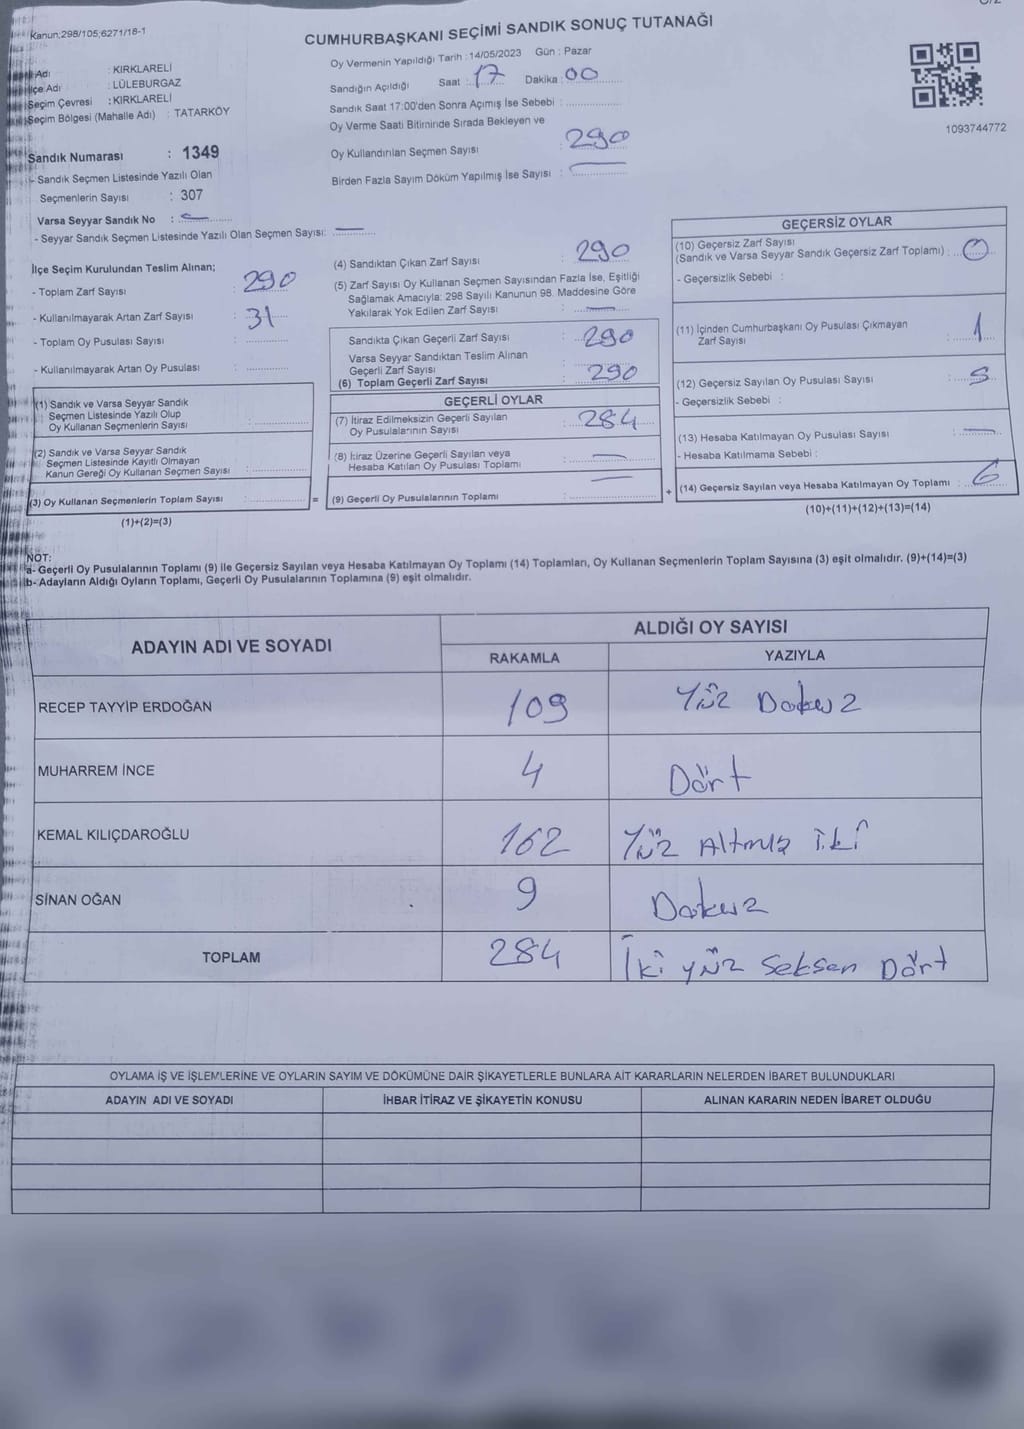 Kanun;298/105;6271/18-1
CUMHURBAŞKANI SEÇİMİ SANDIK SONUÇ TUTANAĞI
Adı : KIRKLARELİ
İlçe Adı : LÜLEBURGAZ
Seçim Çevresi : KIRKLARELİ
Seçim Bölgesi (Mahalle Adı) : TATARKÖY
Sandık Numarası : 1349
- Sandık Seçmen Listesinde Yazılı Olan
Seçmenlerin Sayısı : 307
Varsa Seyyar Sandık No :
- Seyyar Sandık Seçmen Listesinde Yazılı Olan Seçmen Sayısı:
Oy Vermenin Yapıldığı Tarih : 14/05/2023 Gün : Pazar
Sandığın Açıldığı Saat : 17 Dakika : 00
Sandık Saat 17:00'den Sonra Açımış İse Sebebi :
Oy Verme Saati Bitiminde Sırada Bekleyen ve
Oy Kullandırılan Seçmen Sayısı : 290
Birden Fazla Sayım Döküm Yapılmış İse Sayısı :
1093744772
İlçe Seçim Kurulundan Teslim Alınan;
- Toplam Zarf Sayısı : 290
- Kullanılmayarak Artan Zarf Sayısı : 31
- Toplam Oy Pusulası Sayısı :
- Kullanılmayarak Artan Oy Pusulası :
(1) Sandık ve Varsa Seyyar Sandık
Seçmen Listesinde Yazılı Olup
Oy Kullanan Seçmenlerin Sayısı :
(2) Sandık ve Varsa Seyyar Sandık
Seçmen Listesinde Kayıtlı Olmayan
Kanun Gereği Oy Kullanan Seçmen Sayısı :
(3) Oy Kullanan Seçmenlerin Toplam Sayısı :
(1)+(2)=(3)
(4) Sandıktan Çıkan Zarf Sayısı : 290
(5) Zarf Sayısı Oy Kullanan Seçmen Sayısından Fazla İse, Eşitliği
Sağlamak Amacıyla: 298 Sayılı Kanunun 98. Maddesine Göre
Yakılarak Yok Edilen Zarf Sayısı :
Sandıkta Çıkan Geçerli Zarf Sayısı : 290
Varsa Seyyar Sandıktan Teslim Alınan
Geçerli Zarf Sayısı :
(6) Toplam Geçerli Zarf Sayısı : 290
GEÇERLİ OYLAR
(7) İtiraz Edilmeksizin Geçerli Sayılan
Oy Pusulalarının Sayısı : 284
(8) İtiraz Üzerine Geçerli Sayılan veya
Hesaba Katılan Oy Pusulası Toplamı :
= (9) Geçerli Oy Pusulalarının Toplamı :
GEÇERSİZ OYLAR
(10) Geçersiz Zarf Sayısı
(Sandık ve Varsa Seyyar Sandık Geçersiz Zarf Toplamı) : 0
- Geçersizlik Sebebi :
(11) İçinden Cumhurbaşkanı Oy Pusulası Çıkmayan
Zarf Sayısı : 1
(12) Geçersiz Sayılan Oy Pusulası Sayısı : 5
- Geçersizlik Sebebi :
(13) Hesaba Katılmayan Oy Pusulası Sayısı :
- Hesaba Katılmama Sebebi :
+ (14) Geçersiz Sayılan veya Hesaba Katılmayan Oy Toplamı : 6
(10)+(11)+(12)+(13)=(14)
NOT:
a- Geçerli Oy Pusulalarının Toplamı (9) ile Geçersiz Sayılan veya Hesaba Katılmayan Oy Toplamı (14) Toplamları, Oy Kullanan Seçmenlerin Toplam Sayısına (3) eşit olmalıdır. (9)+(14)=(3)
b- Adayların Aldığı Oyların Toplamı, Geçerli Oy Pusulalarının Toplamına (9) eşit olmalıdır.
ADAYIN ADI VE SOYADI ALDIĞI OY SAYISI
RAKAMLA YAZIYLA
RECEP TAYYİP ERDOĞAN 109 Yüz Dokuz
MUHARREM İNCE 4 Dört
KEMAL KILIÇDAROĞLU 162 Yüz Altmış İki
SİNAN OĞAN 9 Dokuz
TOPLAM 284 İki yüz Seksen Dört
OYLAMA İŞ VE İŞLEMLERİNE VE OYLARIN SAYIM VE DÖKÜMÜNE DAİR ŞİKAYETLERLE BUNLARA AİT KARARLARIN NELERDEN İBARET BULUNDUKLARI
ADAYIN ADI VE SOYADI İHBAR İTİRAZ VE ŞİKAYETİN KONUSU ALINAN KARARIN NEDEN İBARET OLDUĞU